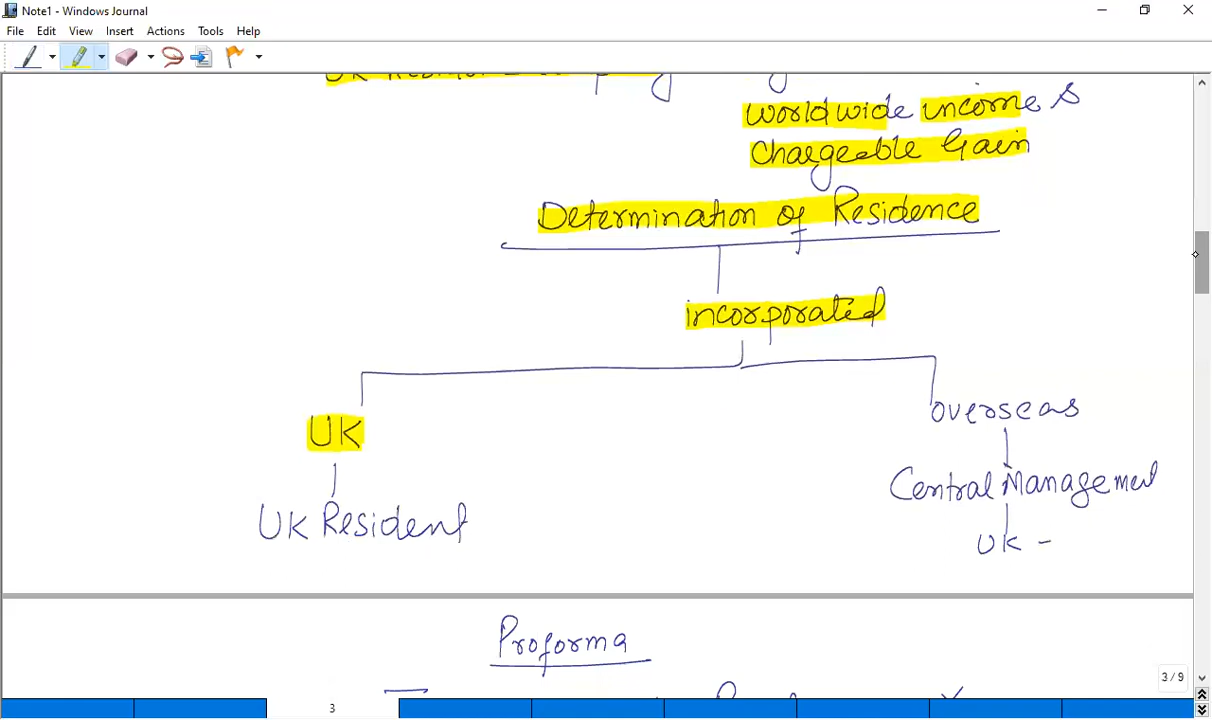 Note1 - Windows Journal
File Edit View Insert Actions Tools Help
worldwide income &
Chargeable Gain
Determination of Residence
incorporated
UK
overseas
UK Resident
Central Management
UK -
Proforma
3 / 9
3